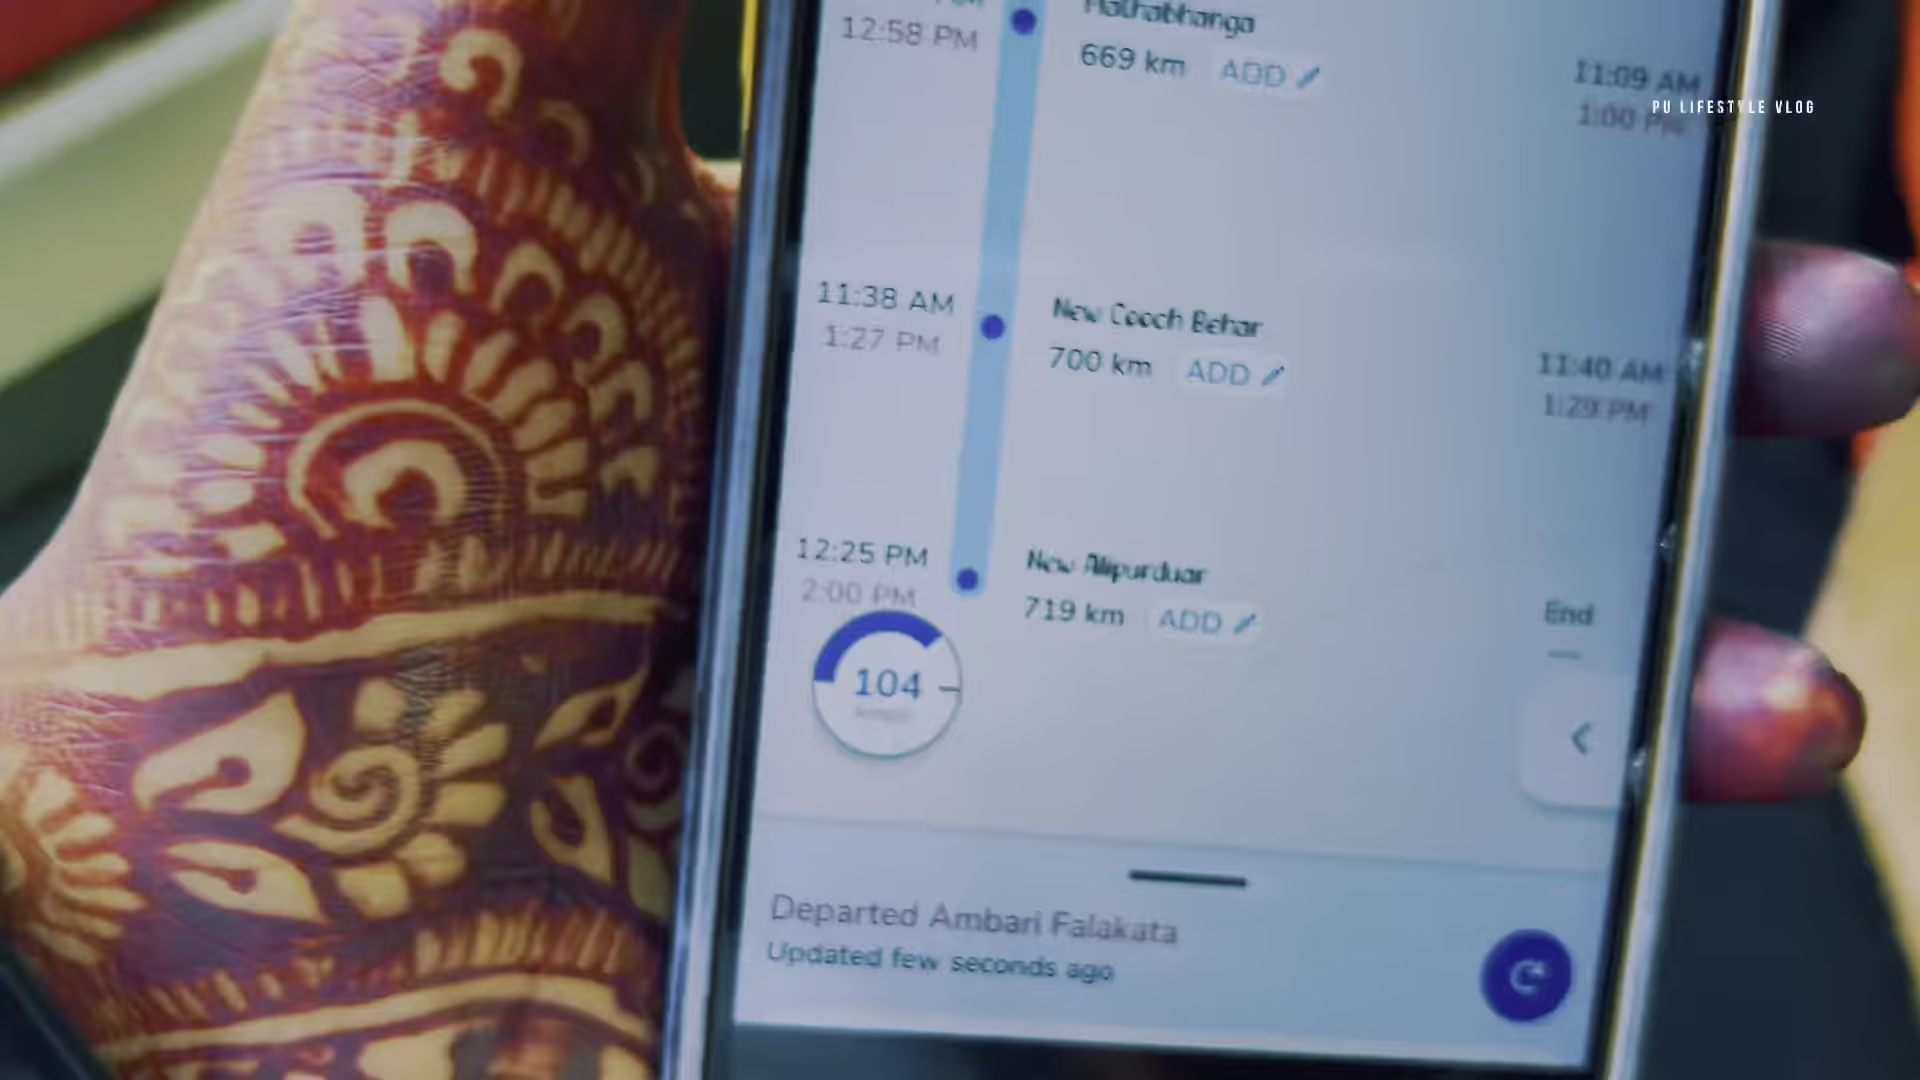 12:58 PM
Mathabhanga
669 km ADD
11:09 AM
1:00 PM
PU LIFESTYLE VLOG
11:38 AM
1:27 PM
New Cooch Behar
700 km ADD
11:40 AM
1:29 PM
12:25 PM
2:00 PM
New Alipurduar
719 km ADD
End
104
Departed Ambari Falakata
Updated few seconds ago